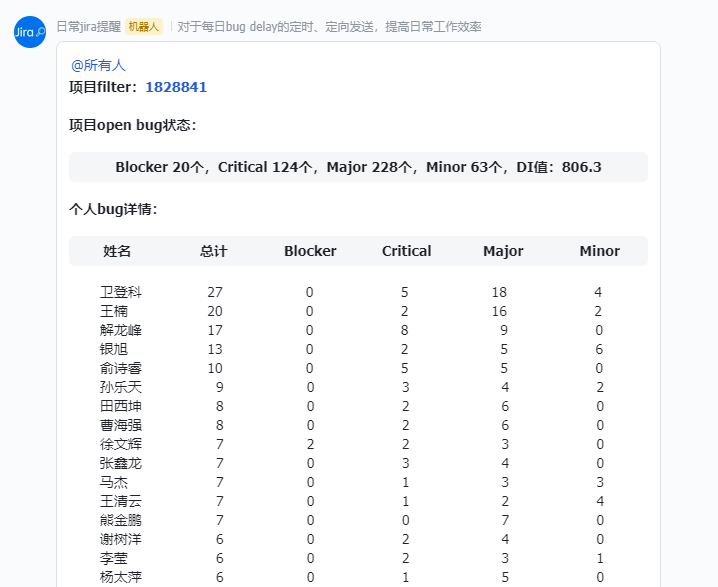 Jira
日常jira提醒 机器人 对于每日bug delay的定时、定向发送，提高日常工作效率
@所有人
项目filter：1828841
项目open bug状态：
Blocker 20个，Critical 124个，Major 228个，Minor 63个，DI值：806.3
个人bug详情：
姓名 总计 Blocker Critical Major Minor
卫登科 27 0 5 18 4
王楠 20 0 2 16 2
解龙峰 17 0 8 9 0
银旭 13 0 2 5 6
俞诗睿 10 0 5 5 0
孙乐天 9 0 3 4 2
田西坤 8 0 2 6 0
曹海强 8 0 2 6 0
徐文辉 7 2 2 3 0
张鑫龙 7 0 3 4 0
马杰 7 0 1 3 3
王清云 7 0 1 2 4
熊金鹏 7 0 0 7 0
谢树洋 6 0 2 4 0
李莹 6 0 2 3 1
杨太萍 6 0 1 5 0